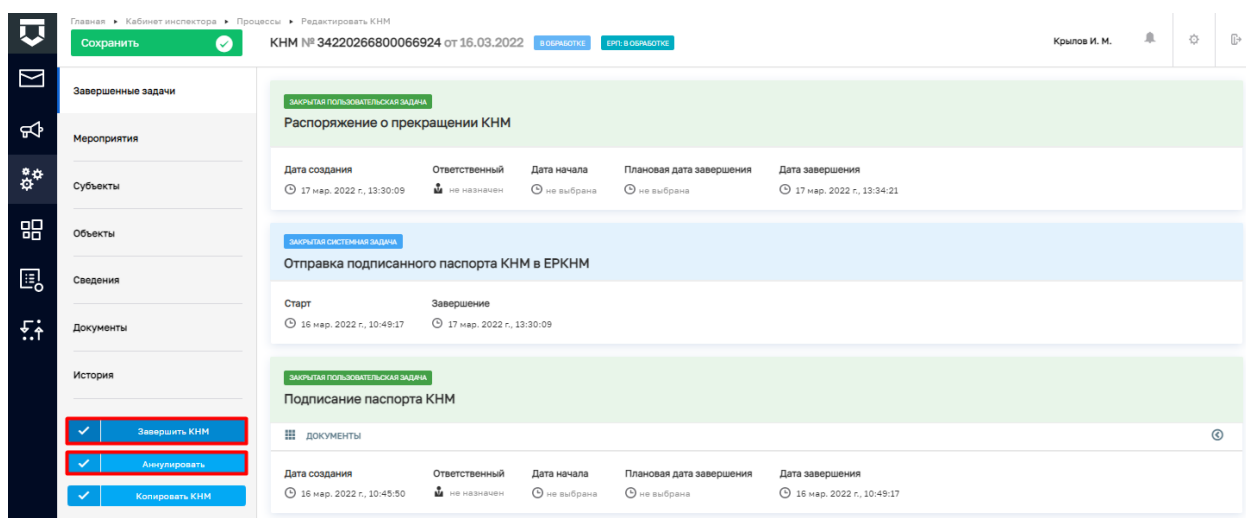 Главная ▸ Кабинет инспектора ▸ Процессы ▸ Редактировать КНМ
Сохранить
КНМ № 34220266800066924 от 16.03.2022 В ОБРАБОТКЕ ЕРП: В ОБРАБОТКЕ
Крылов И. М.
Завершенные задачи
Мероприятия
Субъекты
Объекты
Сведения
Документы
История
Завершить КНМ
Аннулировать
Копировать КНМ
ЗАКРЫТАЯ ПОЛЬЗОВАТЕЛЬСКАЯ ЗАДАЧА
Распоряжение о прекращении КНМ
Дата создания Ответственный Дата начала Плановая дата завершения Дата завершения
17 мар. 2022 г., 13:30:09 не назначен не выбрана не выбрана 17 мар. 2022 г., 13:34:21
ЗАКРЫТАЯ СИСТЕМНАЯ ЗАДАЧА
Отправка подписанного паспорта КНМ в ЕРКНМ
Старт Завершение
16 мар. 2022 г., 10:49:17 17 мар. 2022 г., 13:30:09
ЗАКРЫТАЯ ПОЛЬЗОВАТЕЛЬСКАЯ ЗАДАЧА
Подписание паспорта КНМ
ДОКУМЕНТЫ
Дата создания Ответственный Дата начала Плановая дата завершения Дата завершения
16 мар. 2022 г., 10:45:50 не назначен не выбрана не выбрана 16 мар. 2022 г., 10:49:17